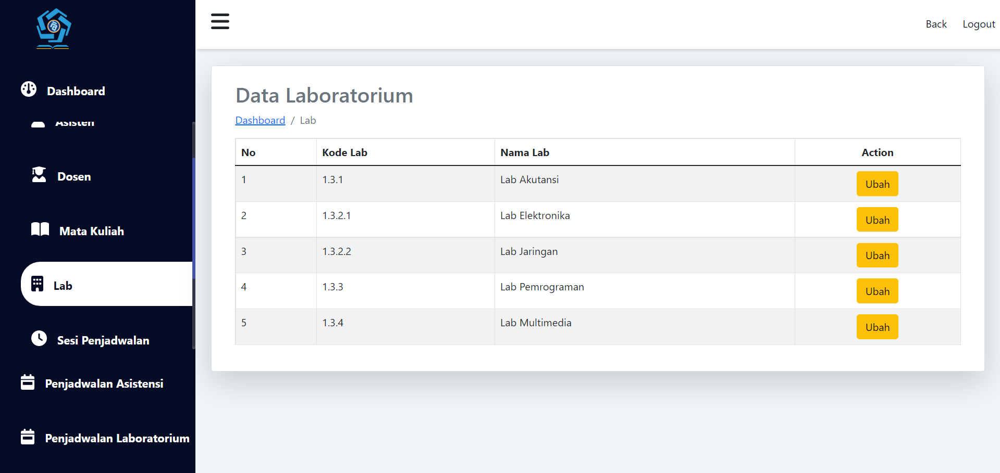 Back Logout
Dashboard
Asisten
Dosen
Mata Kuliah
Lab
Sesi Penjadwalan
Penjadwalan Asistensi
Penjadwalan Laboratorium
Data Laboratorium
Dashboard / Lab
No Kode Lab Nama Lab Action
1 1.3.1 Lab Akutansi Ubah
2 1.3.2.1 Lab Elektronika Ubah
3 1.3.2.2 Lab Jaringan Ubah
4 1.3.3 Lab Pemrograman Ubah
5 1.3.4 Lab Multimedia Ubah